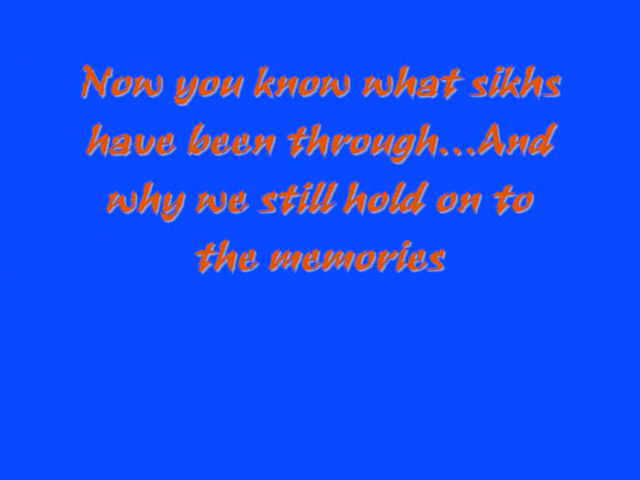 Now you know what sikhs
have been through...And
why we still hold on to
the memories